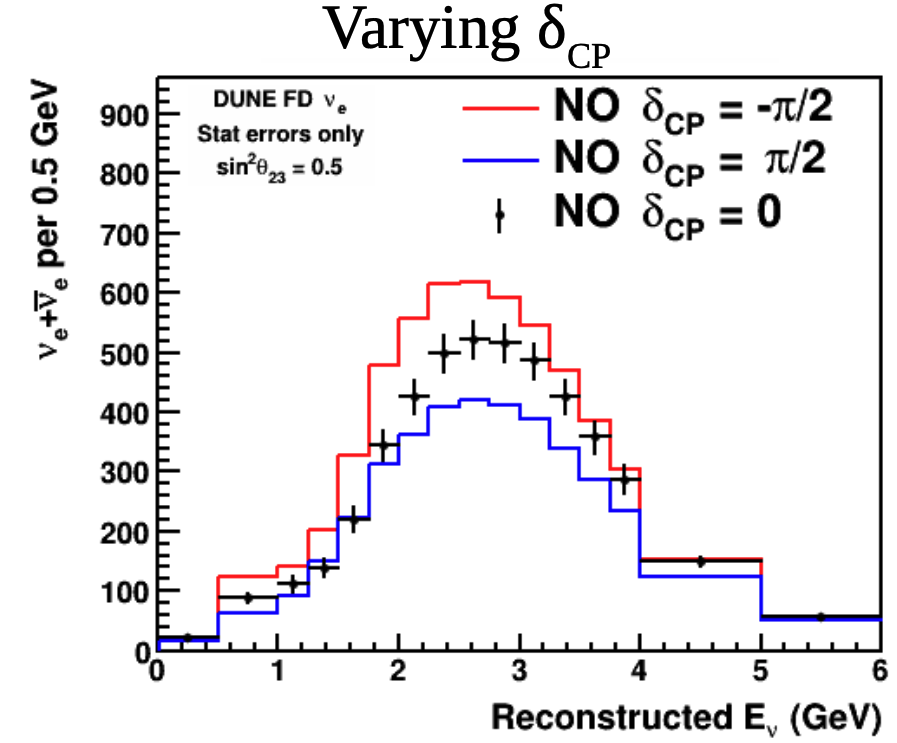 Varying δCP
DUNE FD νe
Stat errors only
sin²θ23 = 0.5
NO δCP = -π/2
NO δCP = π/2
NO δCP = 0
νe+ν̅e per 0.5 GeV
900
800
700
600
500
400
300
200
100
0
0 1 2 3 4 5 6
Reconstructed Eν (GeV)